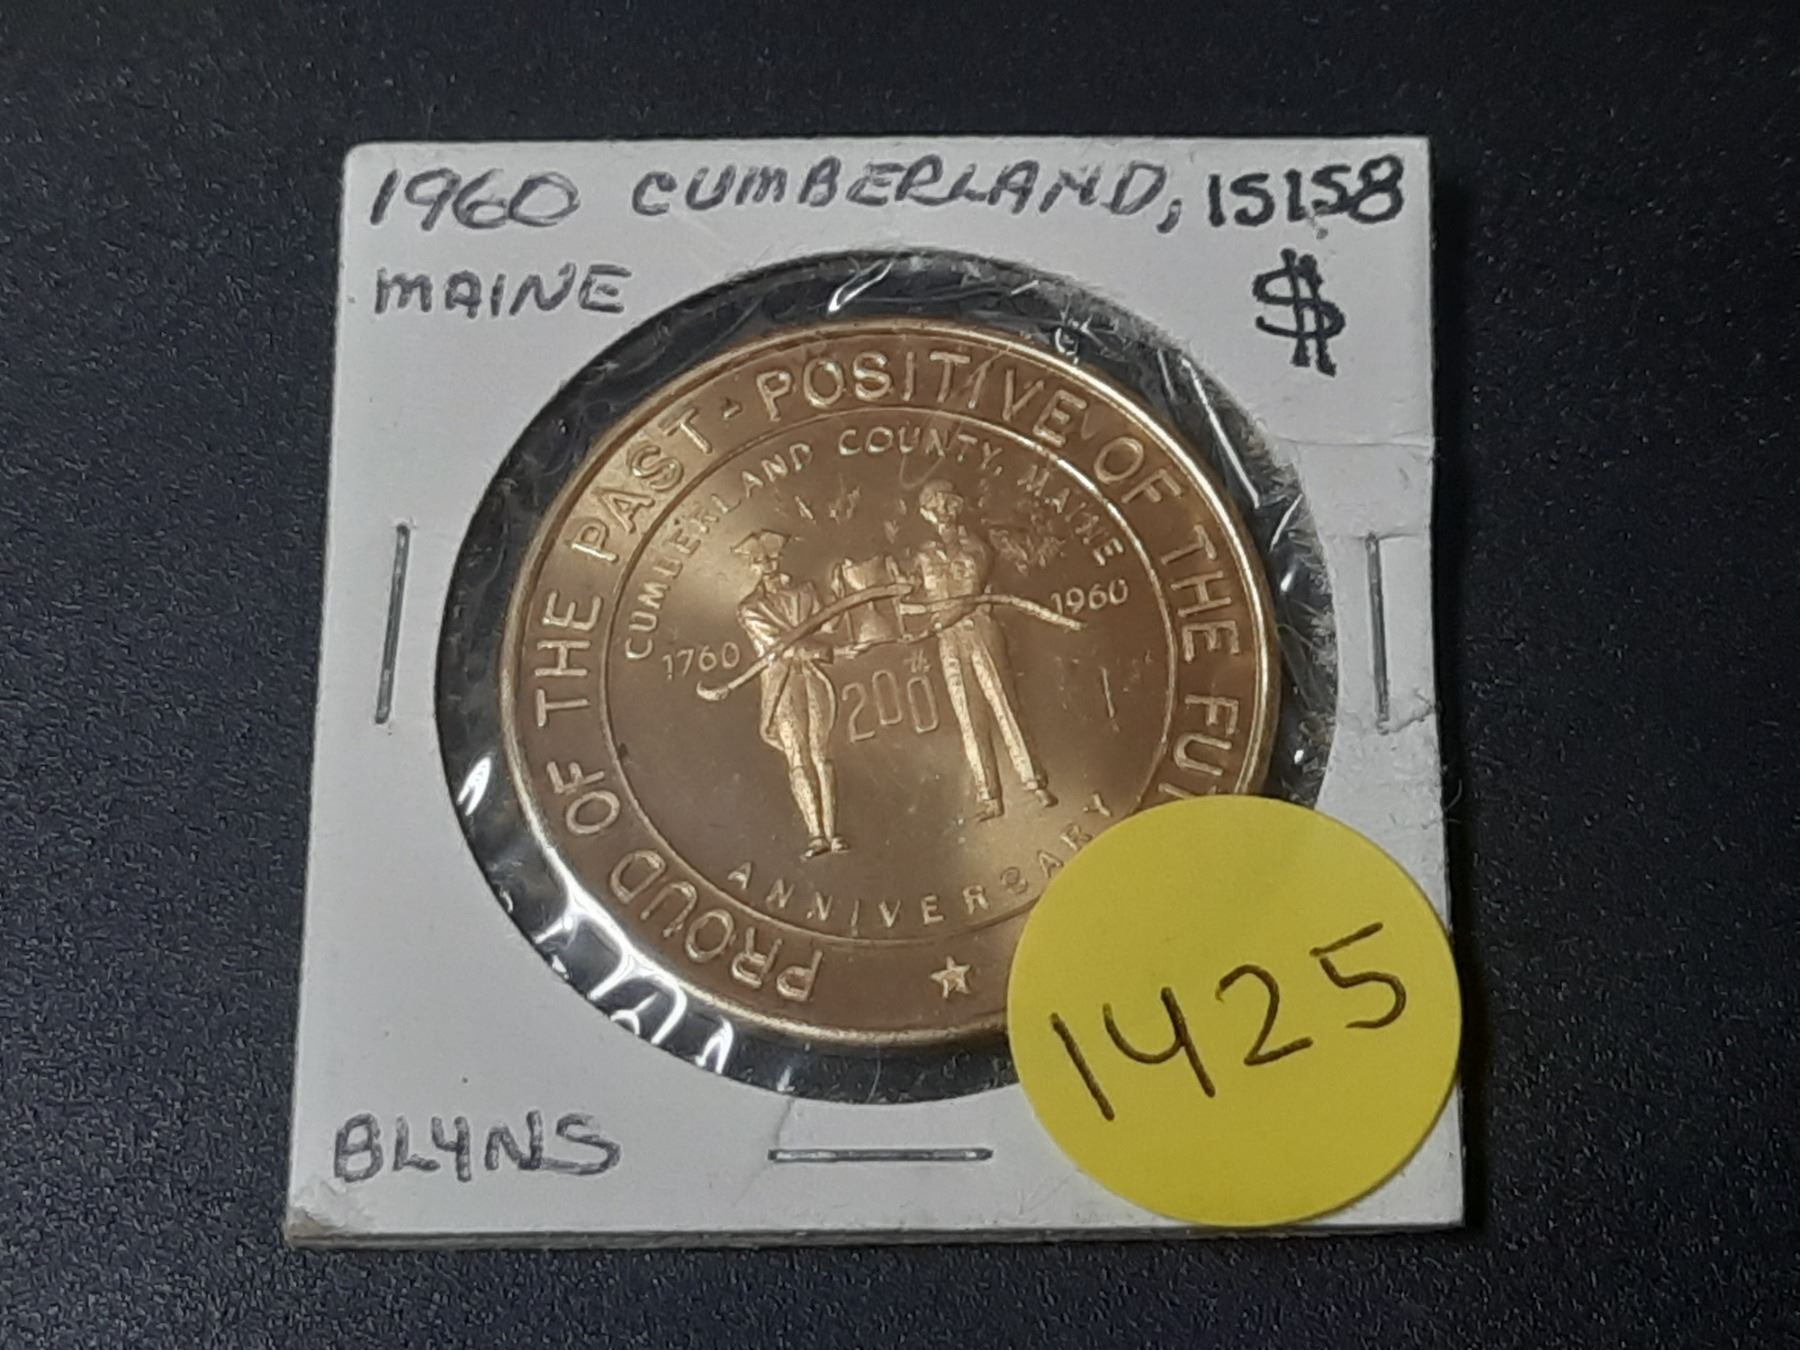 1960 CUMBERLAND, 15158
MAINE $
PROUD OF THE PAST - POSITIVE OF THE FUT
CUMBERLAND COUNTY, MAINE
1760
1960
200th
ANNIVERSARY
BLYNS
1425